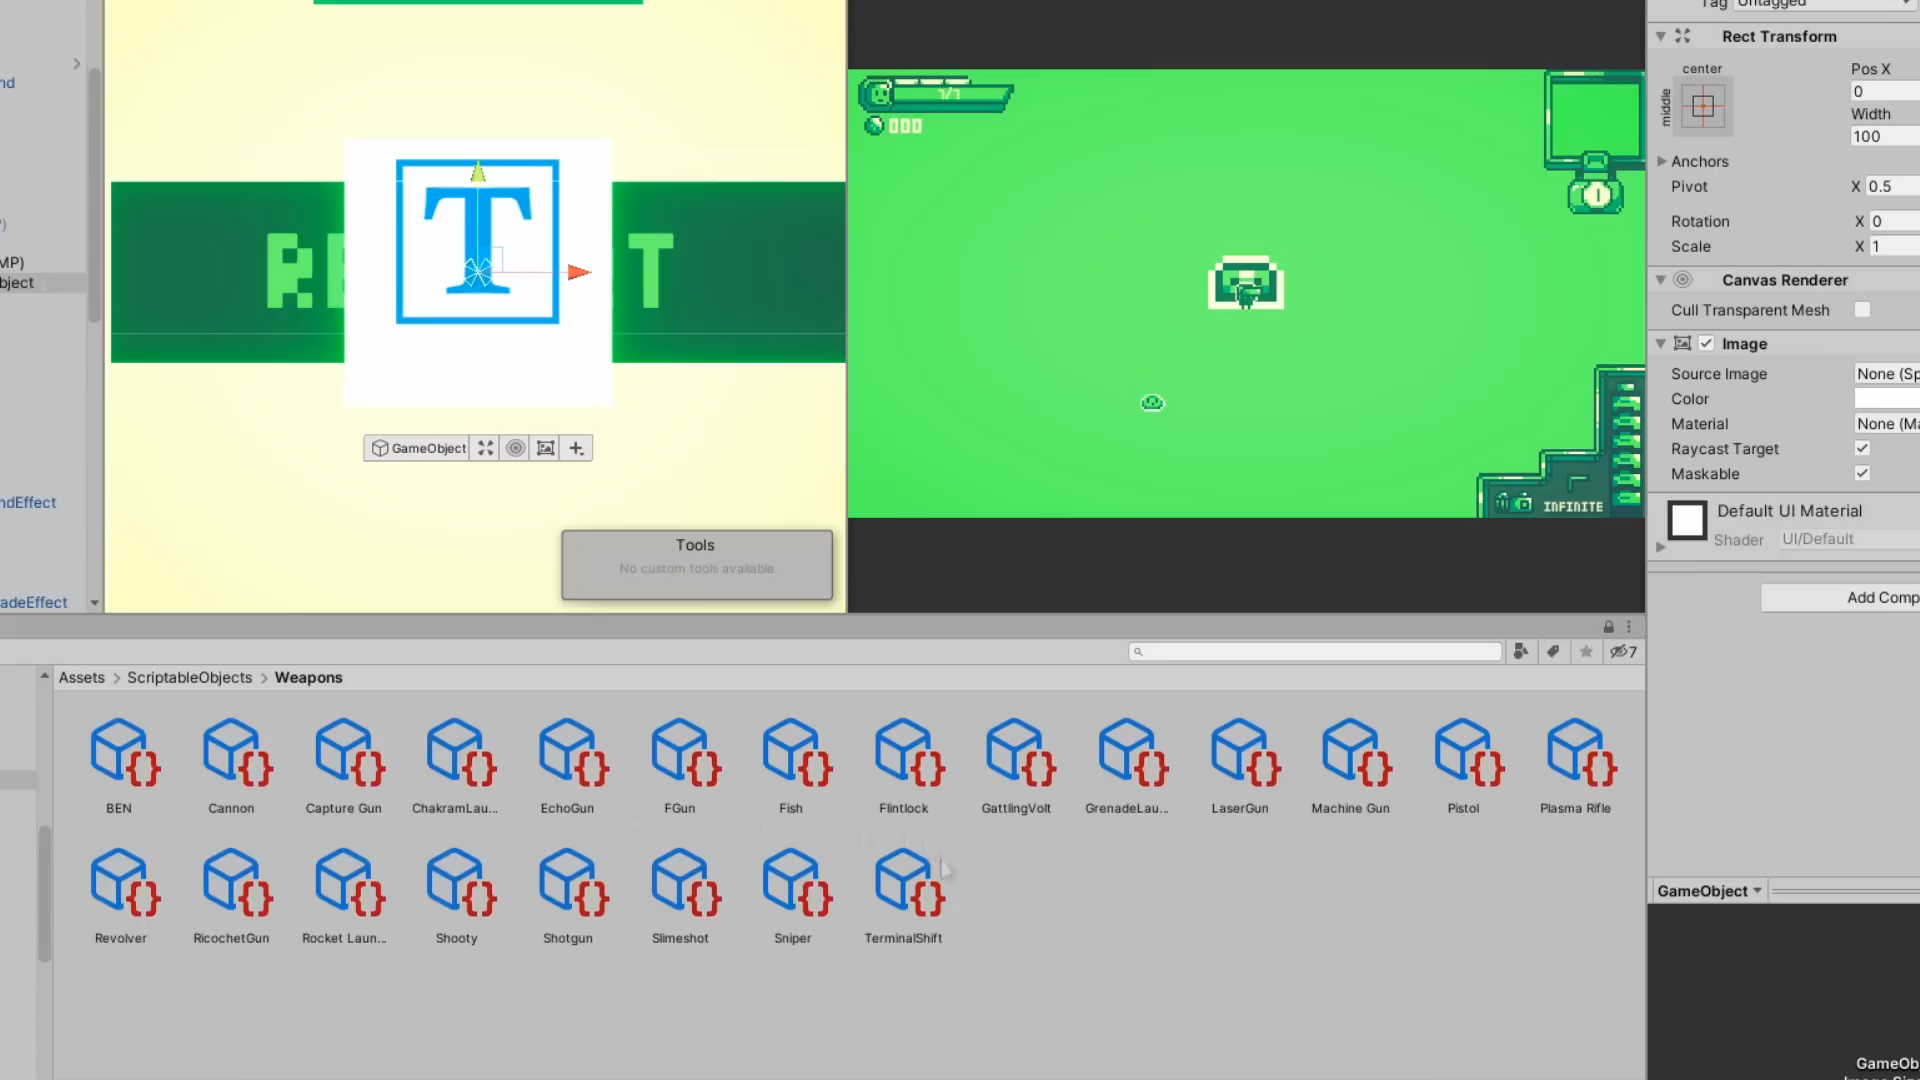 nd
)
MP)
bject
ndEffect
adeEffect
RE
T
T
GameObject
Tools
No custom tools available
1/1
000
INFINITE
Tag Untagged
Rect Transform
center
middle
Pos X
0
Width
100
Anchors
Pivot X 0.5
Rotation X 0
Scale X 1
Canvas Renderer
Cull Transparent Mesh
Image
Source Image None (Sp
Color
Material None (Ma
Raycast Target
Maskable
Default UI Material
Shader UI/Default
Add Comp
7
Assets > ScriptableObjects > Weapons
BEN Cannon Capture Gun ChakramLau... EchoGun FGun Fish Flintlock GattlingVolt GrenadeLau... LaserGun Machine Gun Pistol Plasma Rifle
Revolver RicochetGun Rocket Laun... Shooty Shotgun Slimeshot Sniper TerminalShift
GameObject
GameOb